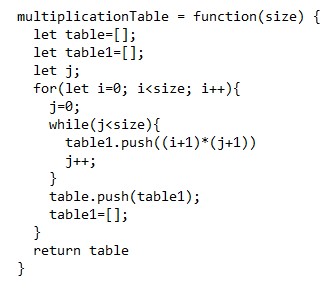 multiplicationTable = function(size) {
  let table=[];
  let table1=[];
  let j;
  for(let i=0; i<size; i++){
    j=0;
    while(j<size){
      table1.push((i+1)*(j+1))
      j++;
    }
    table.push(table1);
    table1=[];
  }
  return table
}